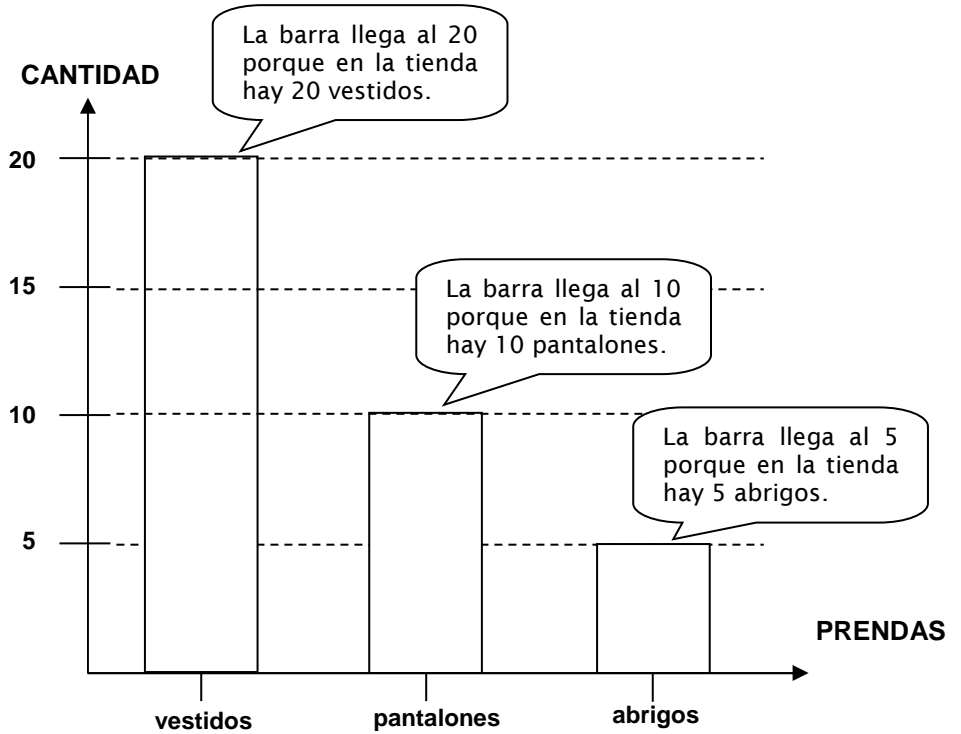 La barra llega al 20
porque en la tienda
hay 20 vestidos.
CANTIDAD
20
15
La barra llega al 10
porque en la tienda
hay 10 pantalones.
10
La barra llega al 5
porque en la tienda
hay 5 abrigos.
5
PRENDAS
vestidos
pantalones
abrigos